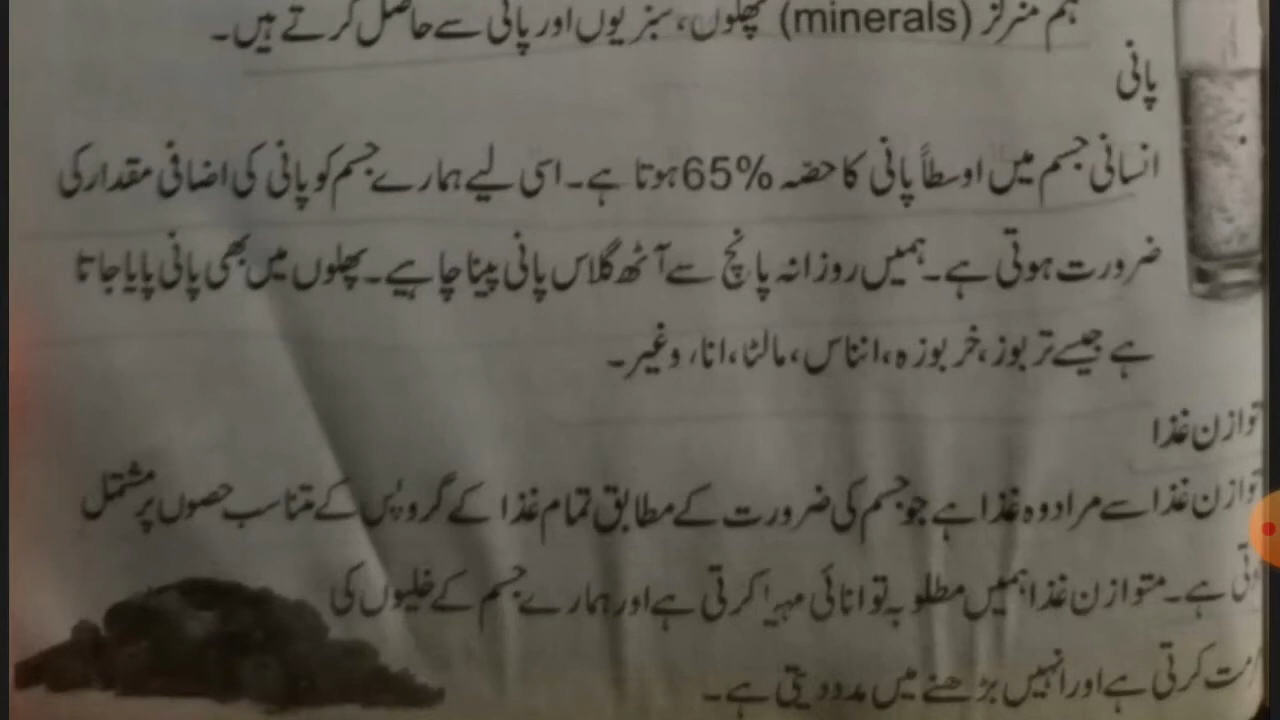 ہم منرلز (minerals) پھلوں، سبزیوں اور پانی سے حاصل کرتے ہیں۔
پانی
انسانی جسم میں اوسطاً پانی کا حصّہ 65% ہوتا ہے۔ اسی لیے ہمارے جسم کو پانی کی اضافی مقدار کی
ضرورت ہوتی ہے۔ ہمیں روزانہ پانچ سے آٹھ گلاس پانی پینا چاہیے۔ پھلوں میں بھی پانی پایا جاتا
ہے جیسے تربوز، خربوزہ، انناس، مالٹا، انار، وغیر۔
توازن غذا
توازن غذا سے مراد وہ غذا ہے جو جسم کی ضرورت کے مطابق تمام غذا کے گروپس کے متناسب حصوں پر مشتمل
ہوتی ہے۔ متوازن غذا ہمیں مطلوبہ توانائی مہیا کرتی ہے اور ہمارے جسم کے خلیوں کی
کرتی ہے اور انہیں بڑھنے میں مدد دیتی ہے۔